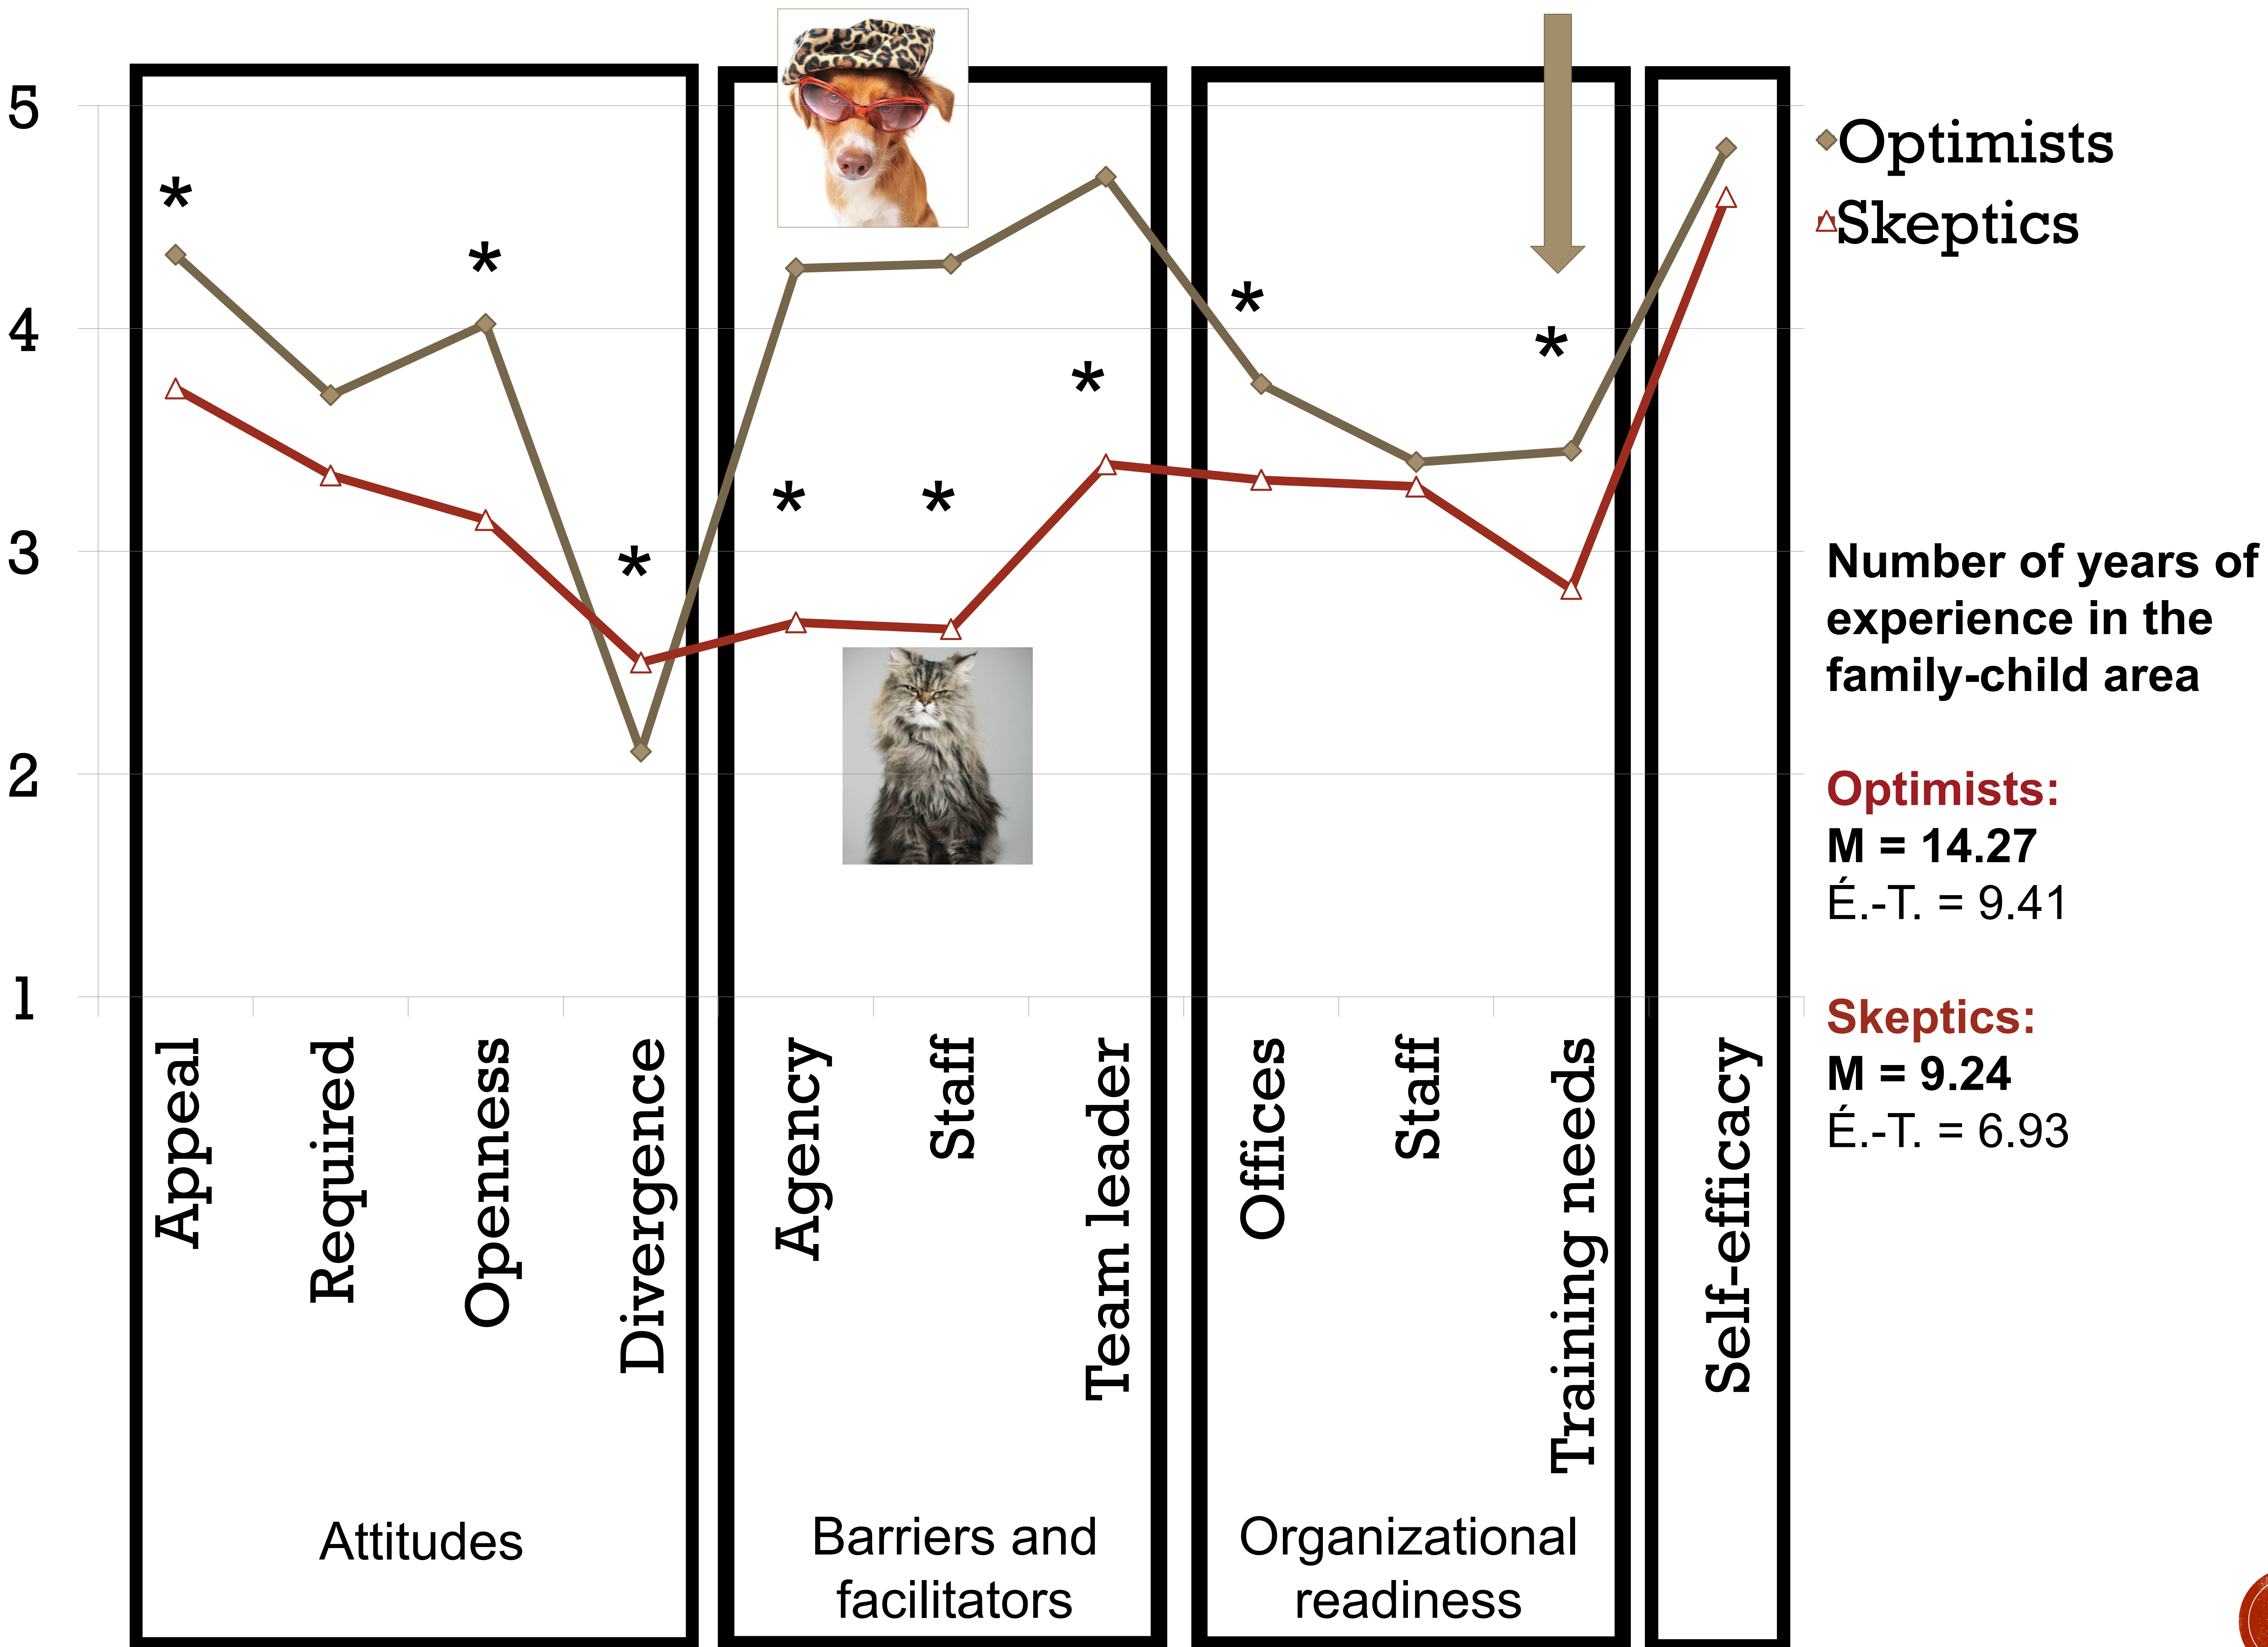 5
4
3
2
1
*
*
*
*
*
*
*
*
Appeal
Required
Openness
Divergence
Agency
Staff
Team leader
Offices
Staff
Training needs
Self-efficacy
Attitudes
Barriers and
facilitators
Organizational
readiness
Optimists
Skeptics
Number of years of
experience in the
family-child area
Optimists:
M = 14.27
É.-T. = 9.41
Skeptics:
M = 9.24
É.-T. = 6.93